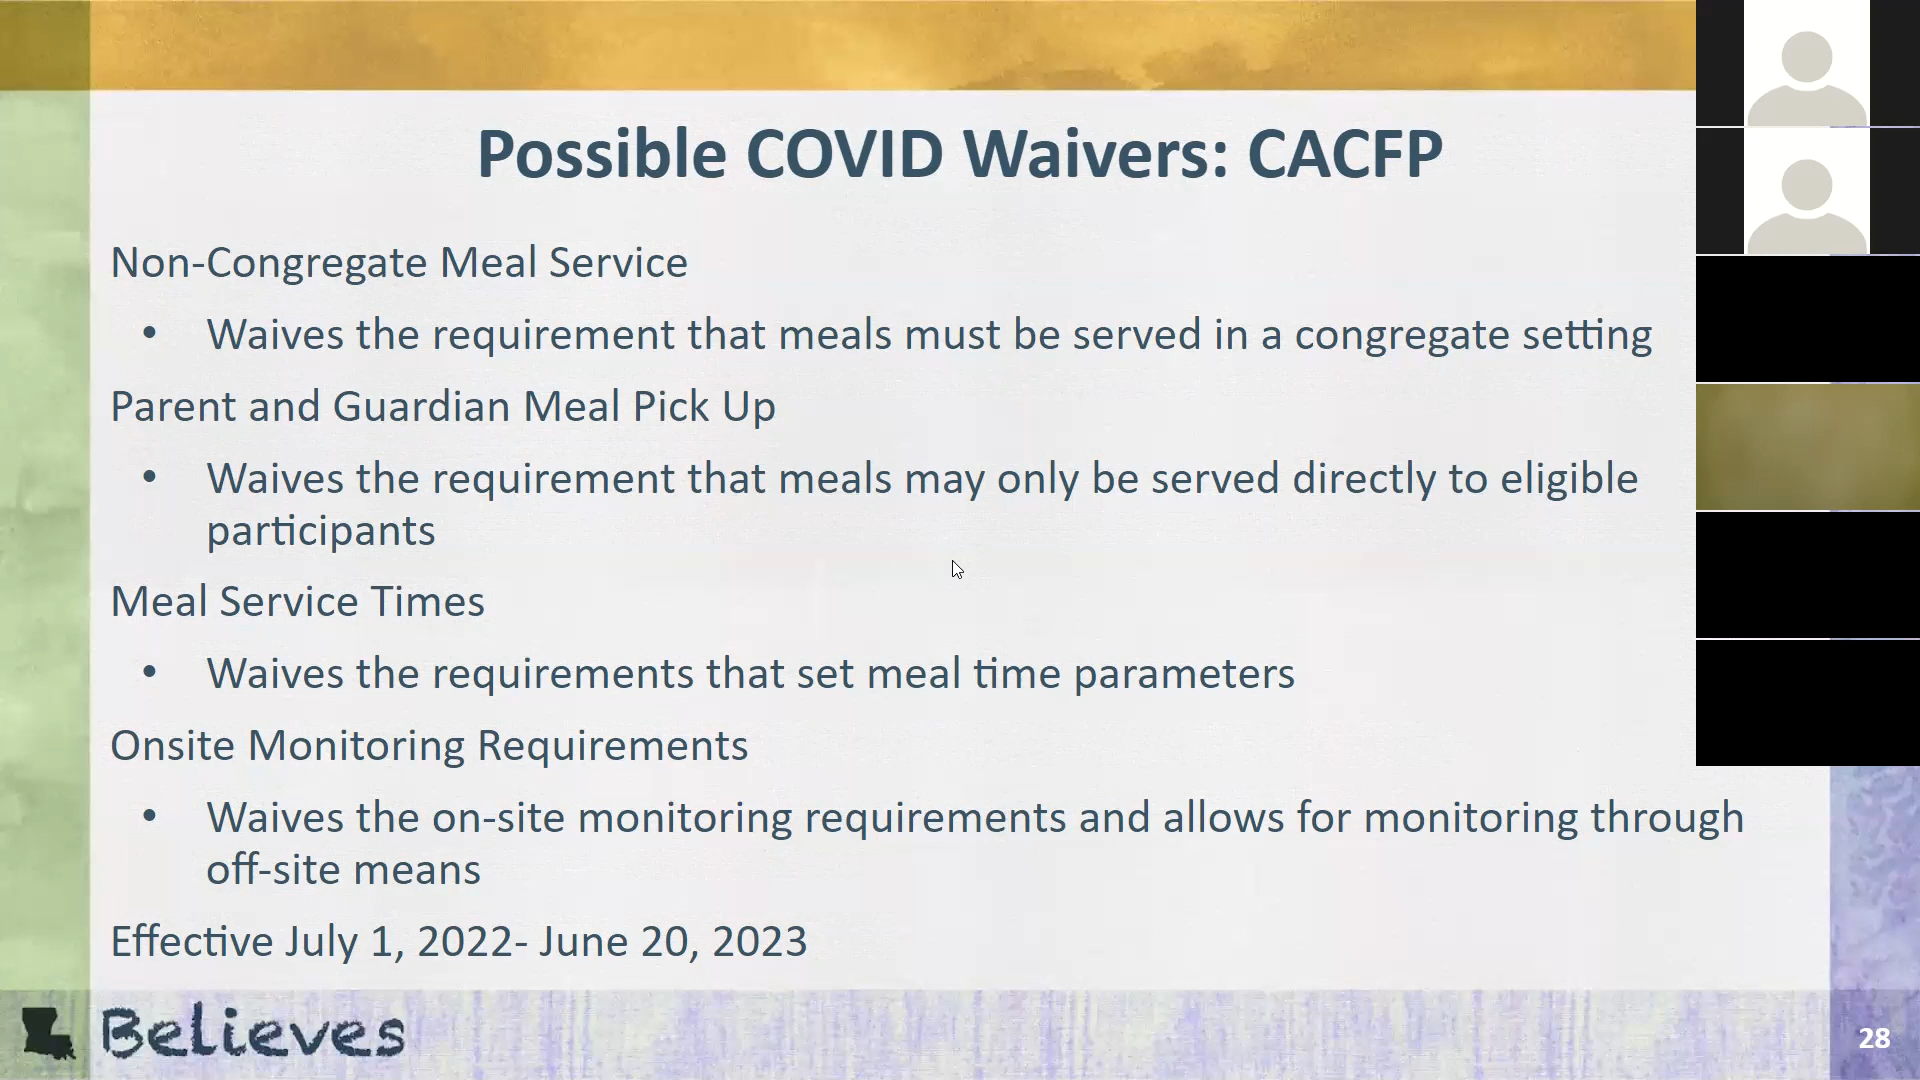 Possible COVID Waivers: CACFP
Non-Congregate Meal Service
• Waives the requirement that meals must be served in a congregate setting
Parent and Guardian Meal Pick Up
• Waives the requirement that meals may only be served directly to eligible
participants
Meal Service Times
• Waives the requirements that set meal time parameters
Onsite Monitoring Requirements
• Waives the on-site monitoring requirements and allows for monitoring through
off-site means
Effective July 1, 2022- June 20, 2023
Believes
28